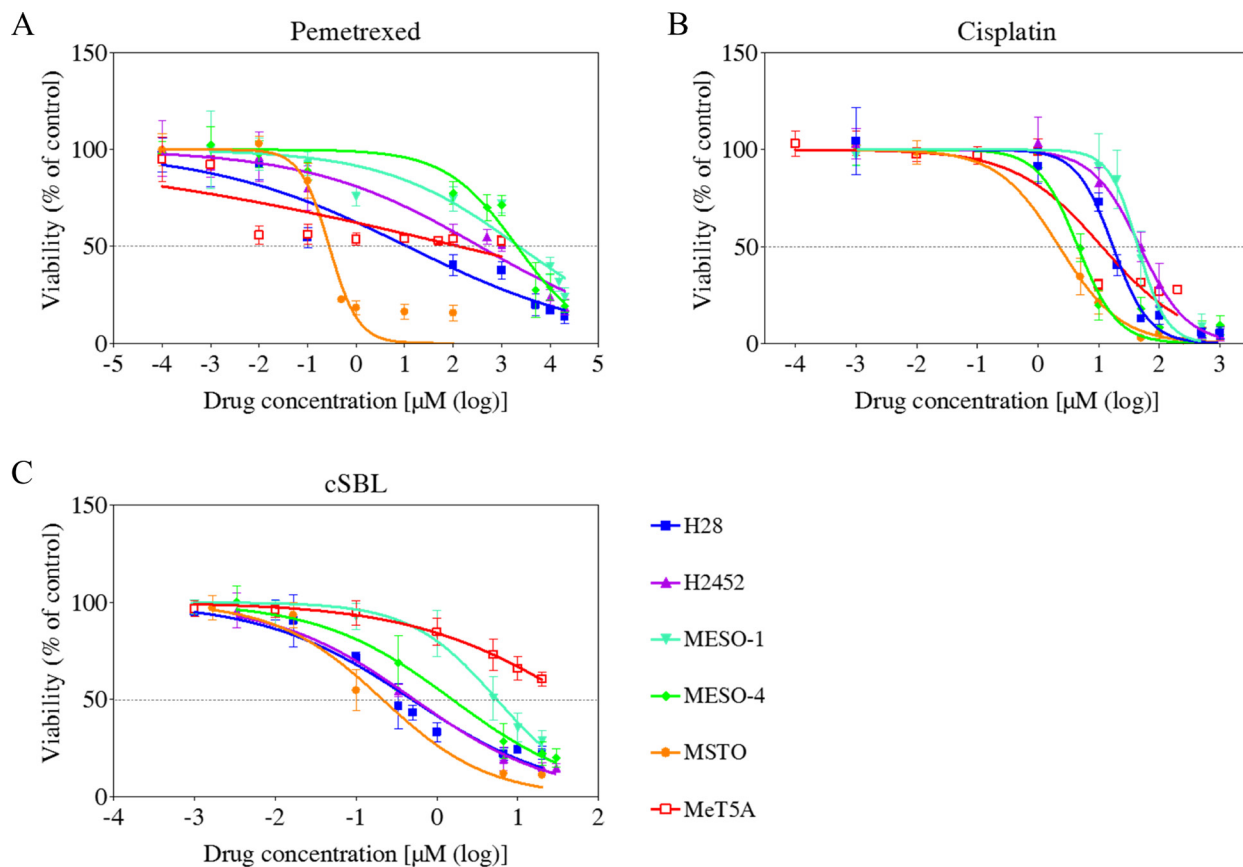 A
Pemetrexed
150
100
50
0
Viability (% of control)
-5 -4 -3 -2 -1 0 1 2 3 4 5
Drug concentration [µM (log)]
B
Cisplatin
150
100
50
0
Viability (% of control)
-4 -3 -2 -1 0 1 2 3
Drug concentration [µM (log)]
C
cSBL
150
100
50
0
Viability (% of control)
-4 -3 -2 -1 0 1 2
Drug concentration [µM (log)]
H28
H2452
MESO-1
MESO-4
MSTO
MeT5A